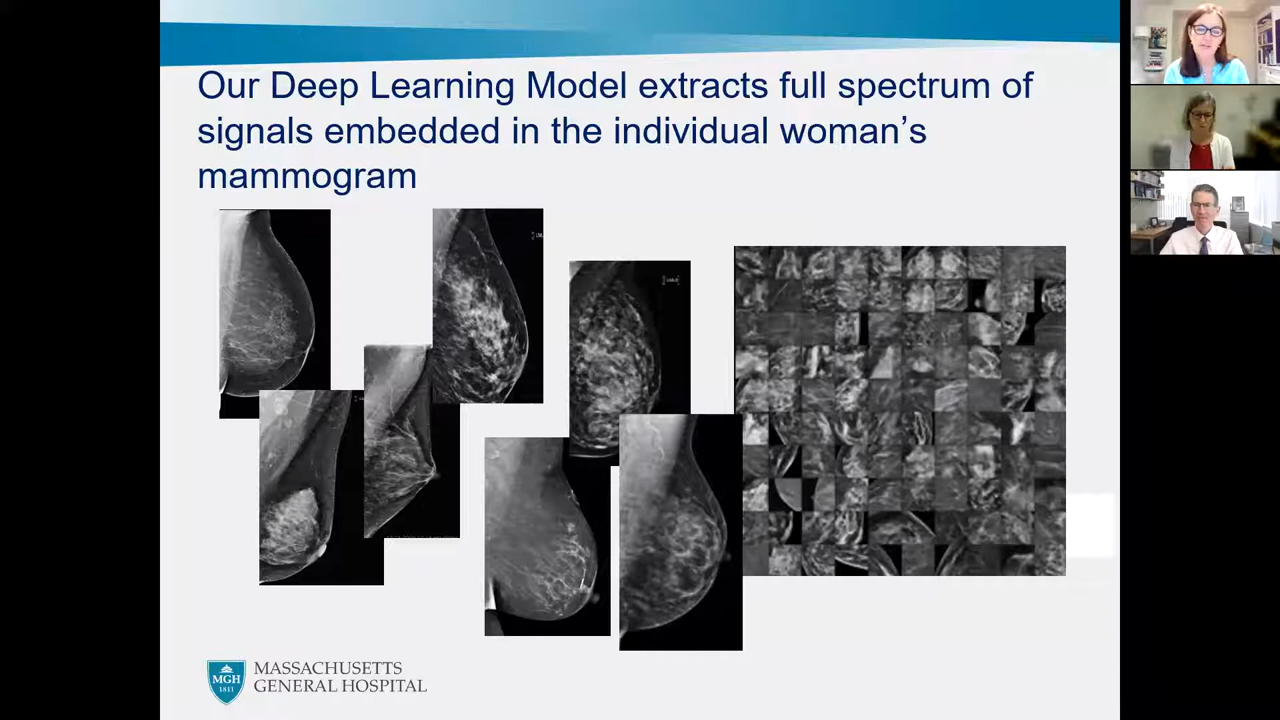 Our Deep Learning Model extracts full spectrum of
signals embedded in the individual woman’s
mammogram
MGH
1811
MASSACHUSETTS
GENERAL HOSPITAL